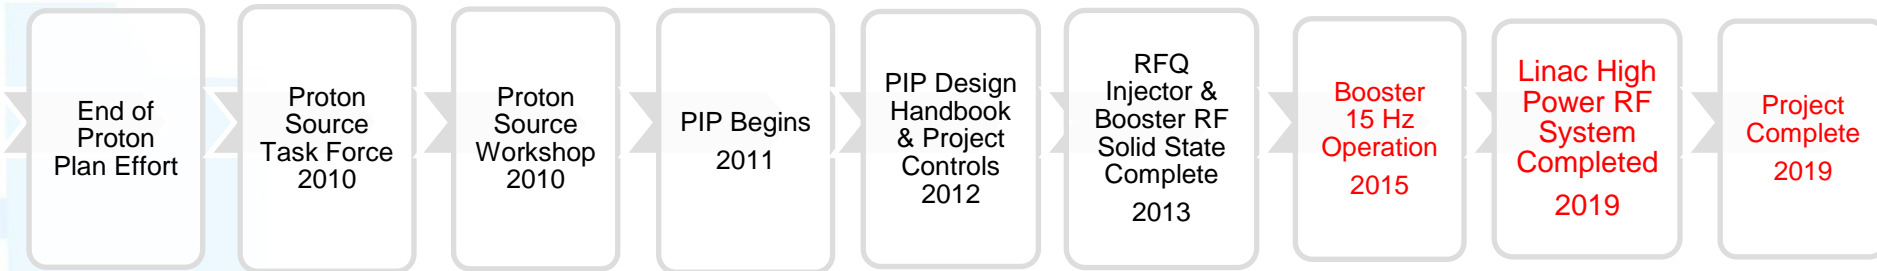 End of
Proton
Plan Effort
Proton
Source
Task Force
2010
Proton
Source
Workshop
2010
PIP Begins
2011
PIP Design
Handbook
& Project
Controls
2012
RFQ
Injector &
Booster RF
Solid State
Complete
2013
Booster
15 Hz
Operation
2015
Linac High
Power RF
System
Completed
2019
Project
Complete
2019